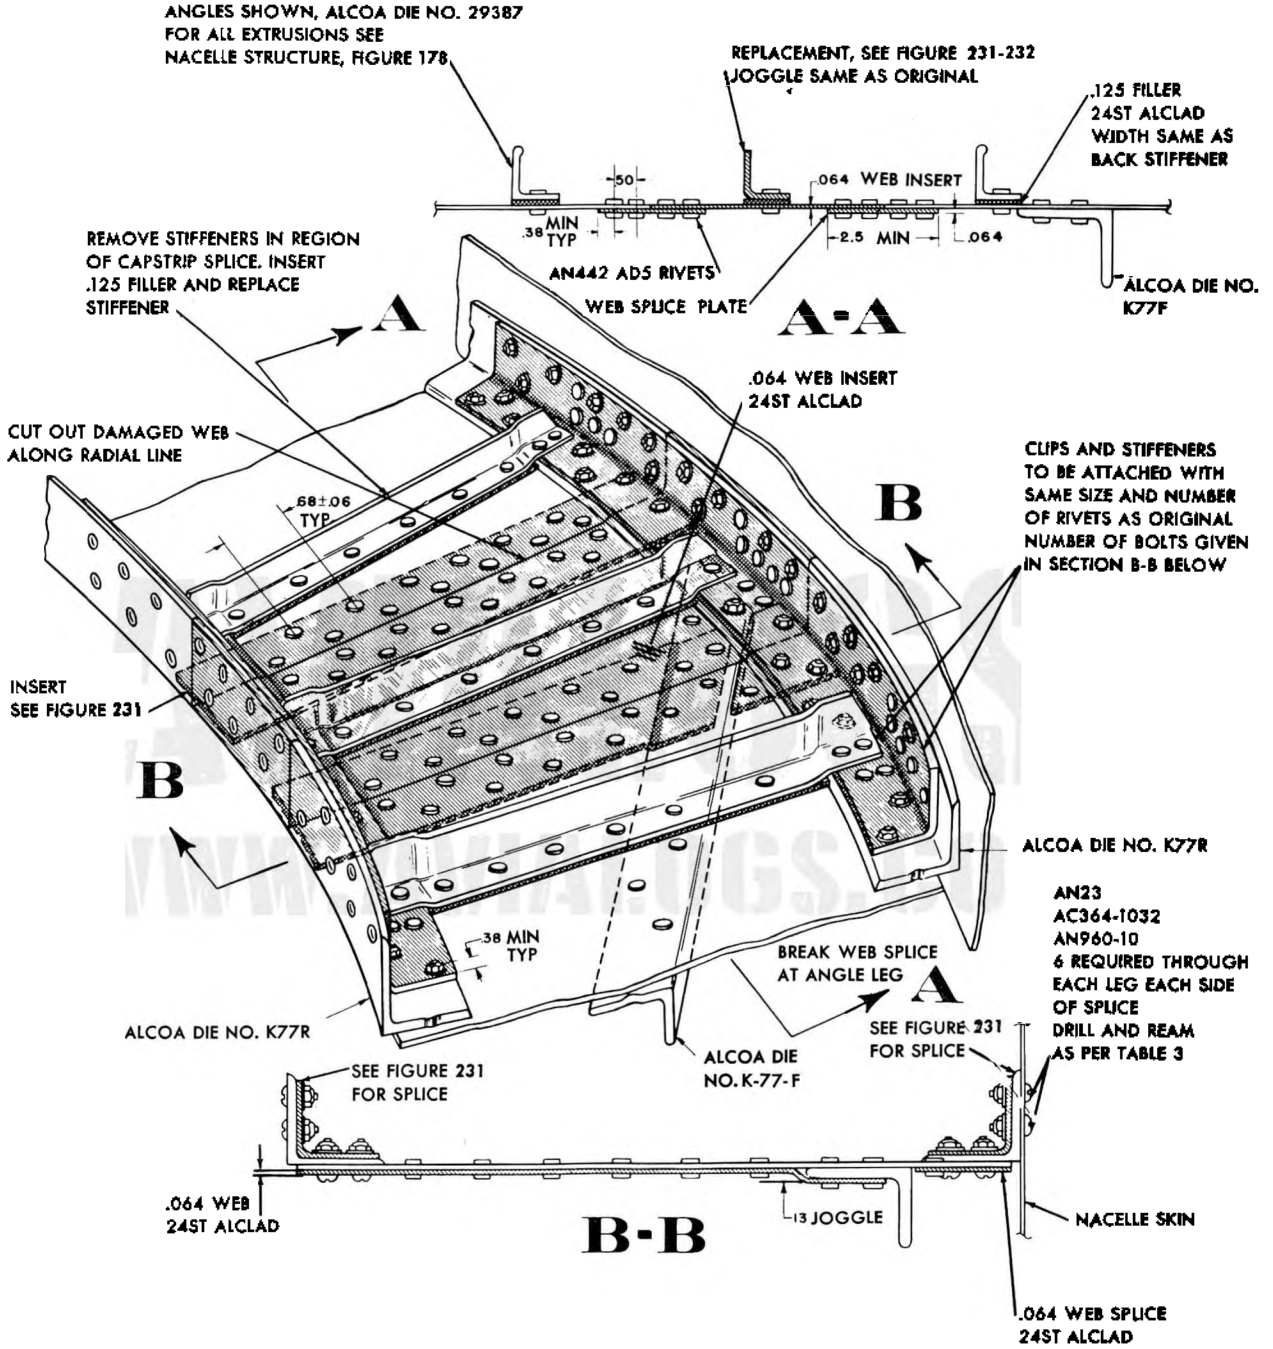 ANGLES SHOWN, ALCOA DIE NO. 29387
FOR ALL EXTRUSIONS SEE
NACELLE STRUCTURE, FIGURE 178
REPLACEMENT, SEE FIGURE 231-232
JOGGLE SAME AS ORIGINAL
.125 FILLER
24ST ALCLAD
WIDTH SAME AS
BACK STIFFENER
.50
.064 WEB INSERT
.38 MIN
TYP
2.5 MIN
.064
AN442 AD5 RIVETS
WEB SPLICE PLATE
A-A
ALCOA DIE NO.
K77F
REMOVE STIFFENERS IN REGION
OF CAPSTRIP SPLICE. INSERT
.125 FILLER AND REPLACE
STIFFENER
A
.064 WEB INSERT
24ST ALCLAD
CUT OUT DAMAGED WEB
ALONG RADIAL LINE
.68±.06
TYP
CLIPS AND STIFFENERS
TO BE ATTACHED WITH
SAME SIZE AND NUMBER
OF RIVETS AS ORIGINAL
NUMBER OF BOLTS GIVEN
IN SECTION B-B BELOW
B
INSERT
SEE FIGURE 231
B
ALCOA DIE NO. K77R
AN23
AC364-1032
AN960-10
6 REQUIRED THROUGH
EACH LEG EACH SIDE
OF SPLICE
DRILL AND REAM
AS PER TABLE 3
.38 MIN
TYP
BREAK WEB SPLICE
AT ANGLE LEG
A
ALCOA DIE NO. K77R
ALCOA DIE
NO. K-77-F
SEE FIGURE 231
FOR SPLICE
SEE FIGURE 231
FOR SPLICE
.064 WEB
24ST ALCLAD
.13 JOGGLE
B-B
NACELLE SKIN
.064 WEB SPLICE
24ST ALCLAD